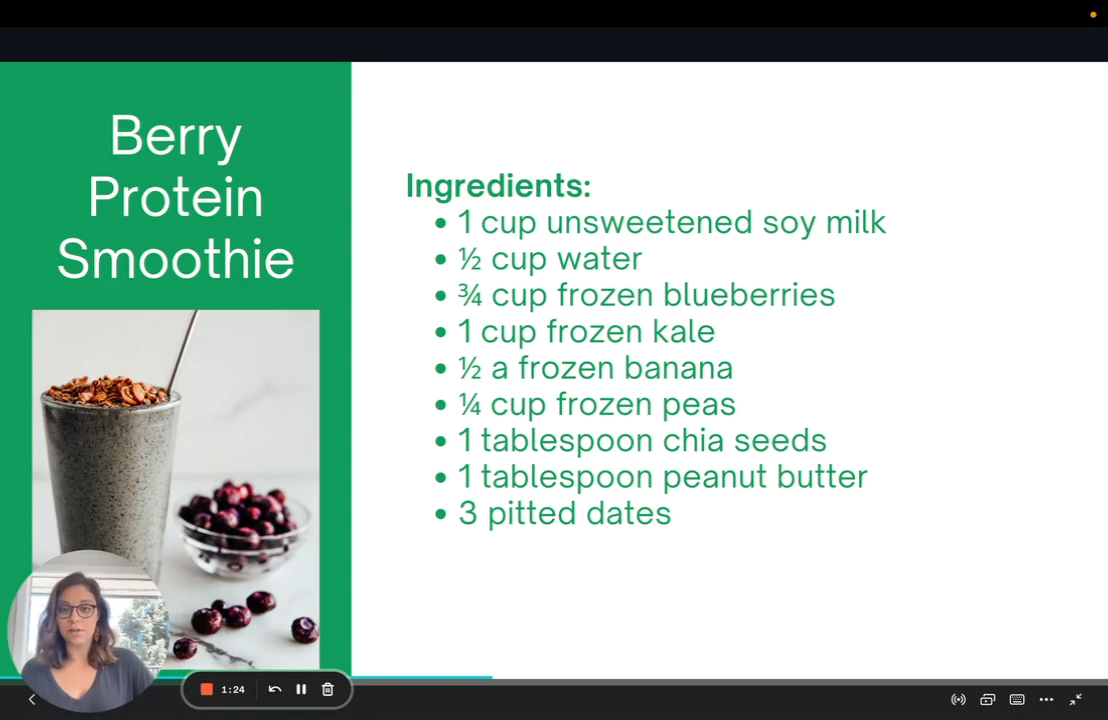 Berry
Protein
Smoothie
Ingredients:
• 1 cup unsweetened soy milk
• ½ cup water
• ¾ cup frozen blueberries
• 1 cup frozen kale
• ½ a frozen banana
• ¼ cup frozen peas
• 1 tablespoon chia seeds
• 1 tablespoon peanut butter
• 3 pitted dates
1:24